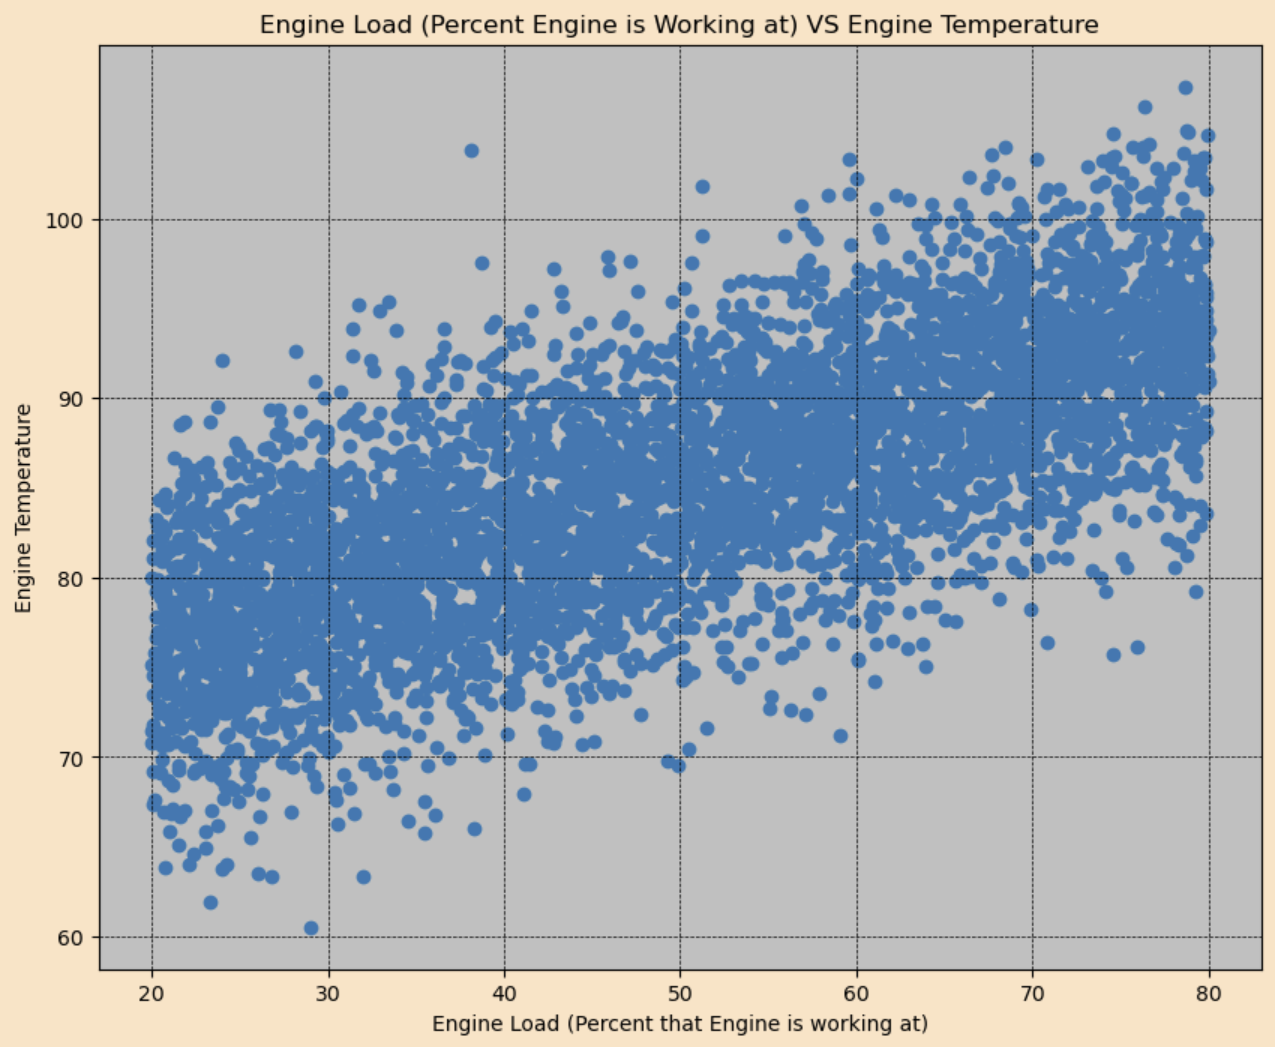 Engine Load (Percent Engine is Working at) VS Engine Temperature
100
90
80
70
60
Engine Temperature
20 30 40 50 60 70 80
Engine Load (Percent that Engine is working at)